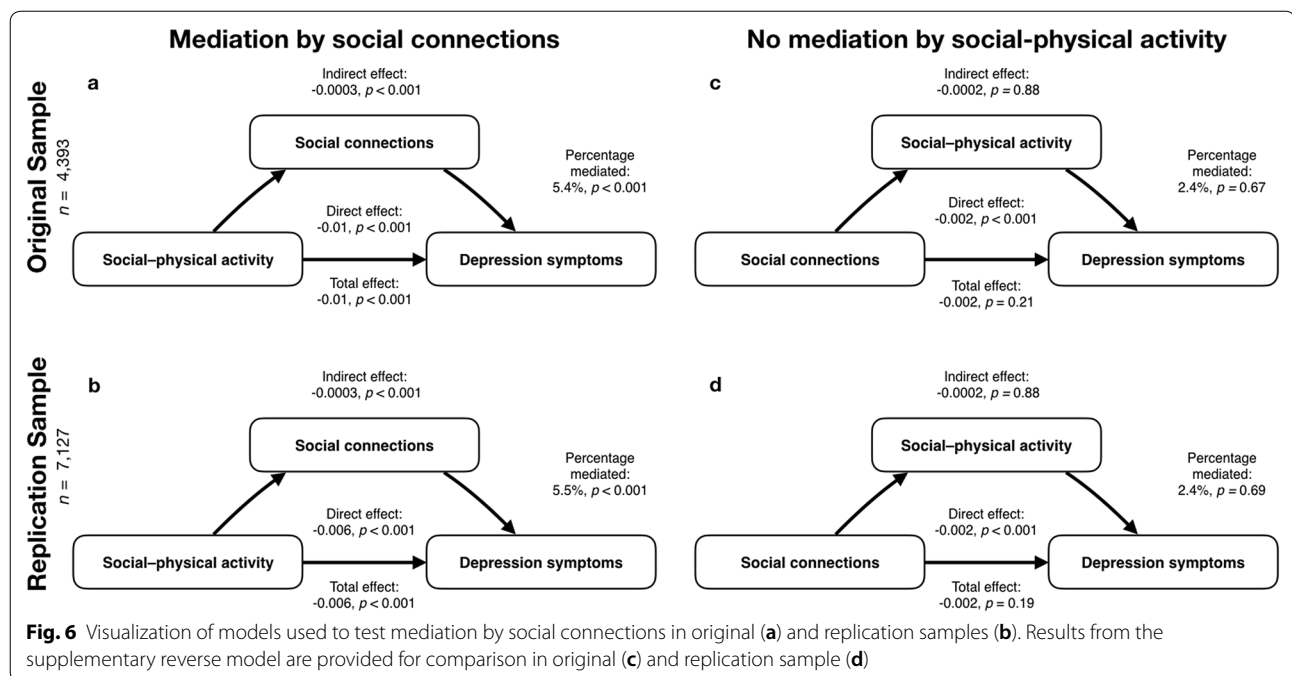 Mediation by social connections
No mediation by social-physical activity
Original Sample
n = 4,393
a
Indirect effect:
-0.0003, p < 0.001
Social connections
Percentage
mediated:
5.4%, p < 0.001
Direct effect:
-0.01, p < 0.001
Social–physical activity
Depression symptoms
Total effect:
-0.01, p < 0.001
c
Indirect effect:
-0.0002, p = 0.88
Social–physical activity
Percentage
mediated:
2.4%, p = 0.67
Direct effect:
-0.002, p < 0.001
Social connections
Depression symptoms
Total effect:
-0.002, p = 0.21
Replication Sample
n = 7,127
b
Indirect effect:
-0.0003, p < 0.001
Social connections
Percentage
mediated:
5.5%, p < 0.001
Direct effect:
-0.006, p < 0.001
Social–physical activity
Depression symptoms
Total effect:
-0.006, p < 0.001
d
Indirect effect:
-0.0002, p = 0.88
Social–physical activity
Percentage
mediated:
2.4%, p = 0.69
Direct effect:
-0.002, p < 0.001
Social connections
Depression symptoms
Total effect:
-0.002, p = 0.19
Fig. 6 Visualization of models used to test mediation by social connections in original (a) and replication samples (b). Results from the
supplementary reverse model are provided for comparison in original (c) and replication sample (d)